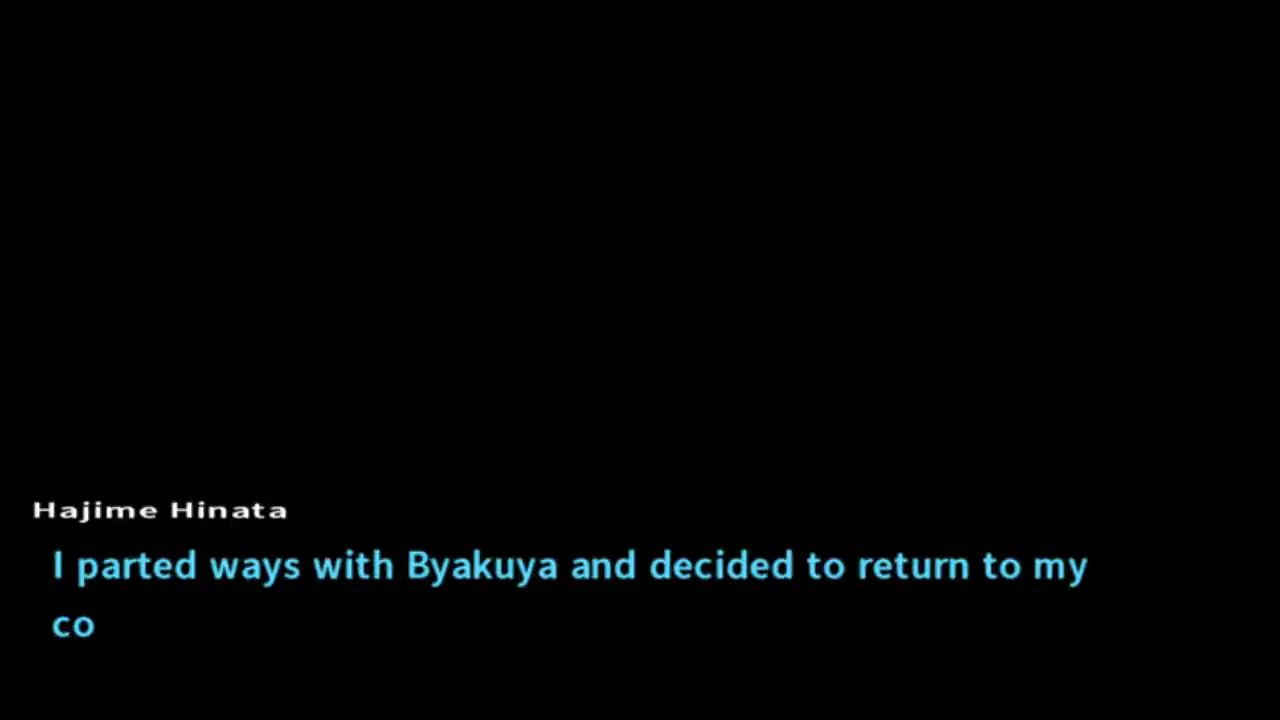 Hajime Hinata
I parted ways with Byakuya and decided to return to my
co